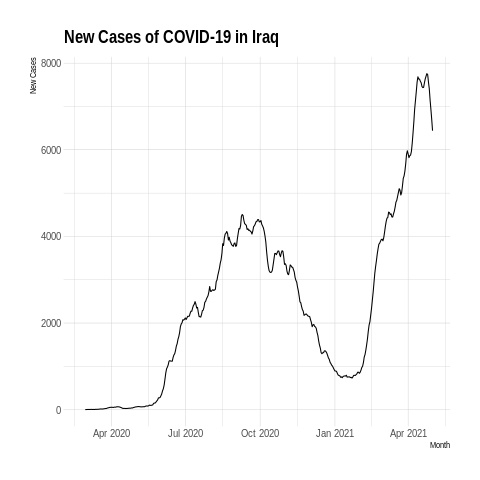 New Cases of COVID-19 in Iraq
New Cases
8000
6000
4000
2000
0
Apr 2020 Jul 2020 Oct 2020 Jan 2021 Apr 2021
Month